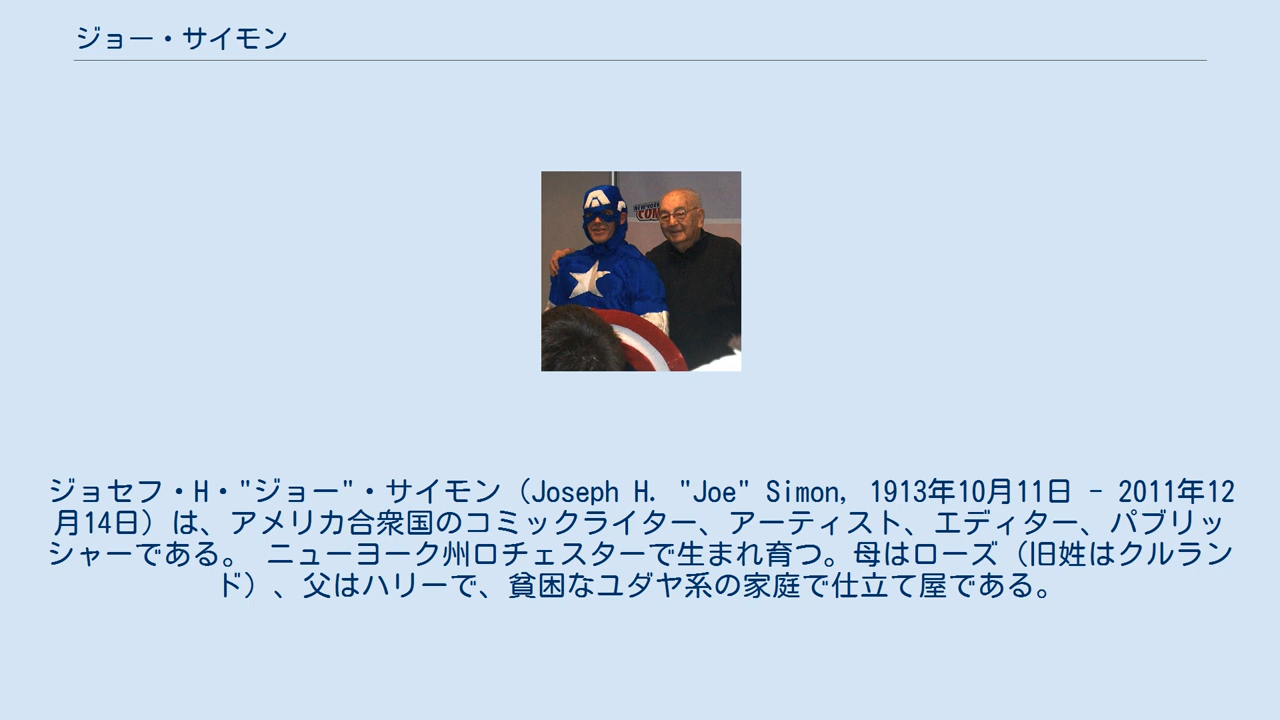 ジョー・サイモン
NEW YORK
COM
ジョセフ・H・"ジョー"・サイモン（Joseph H. "Joe" Simon, 1913年10月11日 - 2011年12
月14日）は、アメリカ合衆国のコミックライター、アーティスト、エディター、パブリッ
シャーである。 ニューヨーク州ロチェスターで生まれ育つ。母はローズ（旧姓はクルラン
ド）、父はハリーで、貧困なユダヤ系の家庭で仕立て屋である。